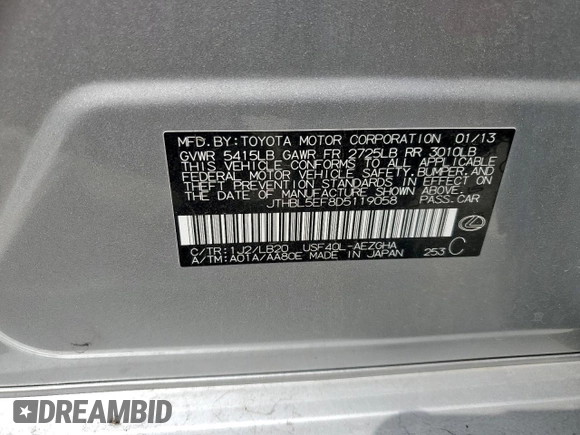 MFD.BY:TOYOTA MOTOR CORPORATION 01/13
GVWR 5415LB GAWR FR 2725LB RR 3010LB
THIS VEHICLE CONFORMS TO ALL APPLICABLE
FEDERAL MOTOR VEHICLE SAFETY,BUMPER,AND
THEFT PREVENTION STANDARDS IN EFFECT ON
THE DATE OF MANUFACTURE SHOWN ABOVE.
JTHBL5EF8D5119058 PASS.CAR
C/TR:1J2/LB20 USF40L-AEZGHA
A/TM:A01A/AA80E MADE IN JAPAN 253 C
DREAMBID